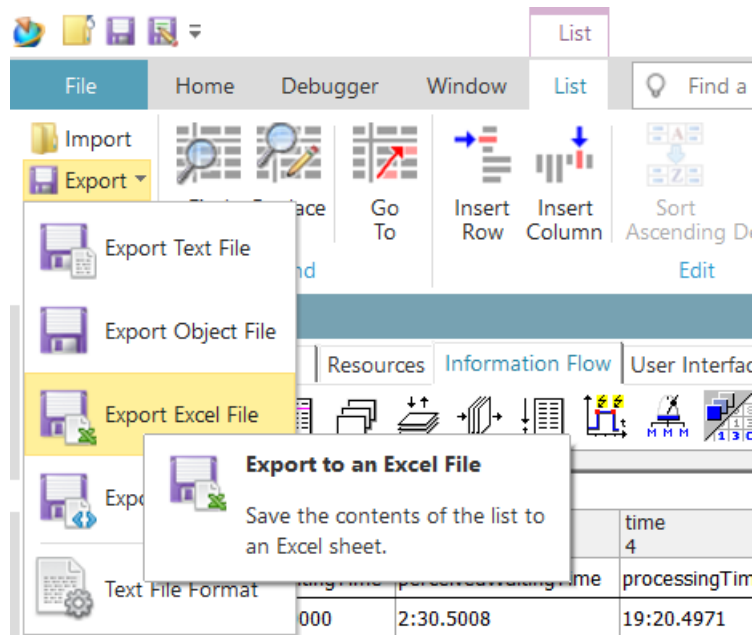 List
File
Home
Debugger
Window
List
Find a
Import
Export
Go
To
Insert
Row
Insert
Column
Sort
Ascending
Edit
Export Text File
Export Object File
Export Excel File
Text File Format
Resources
Information Flow
User Interfac
Export to an Excel File
Save the contents of the list to
an Excel sheet.
time
4
processingTim
000
2:30.5008
19:20.4971